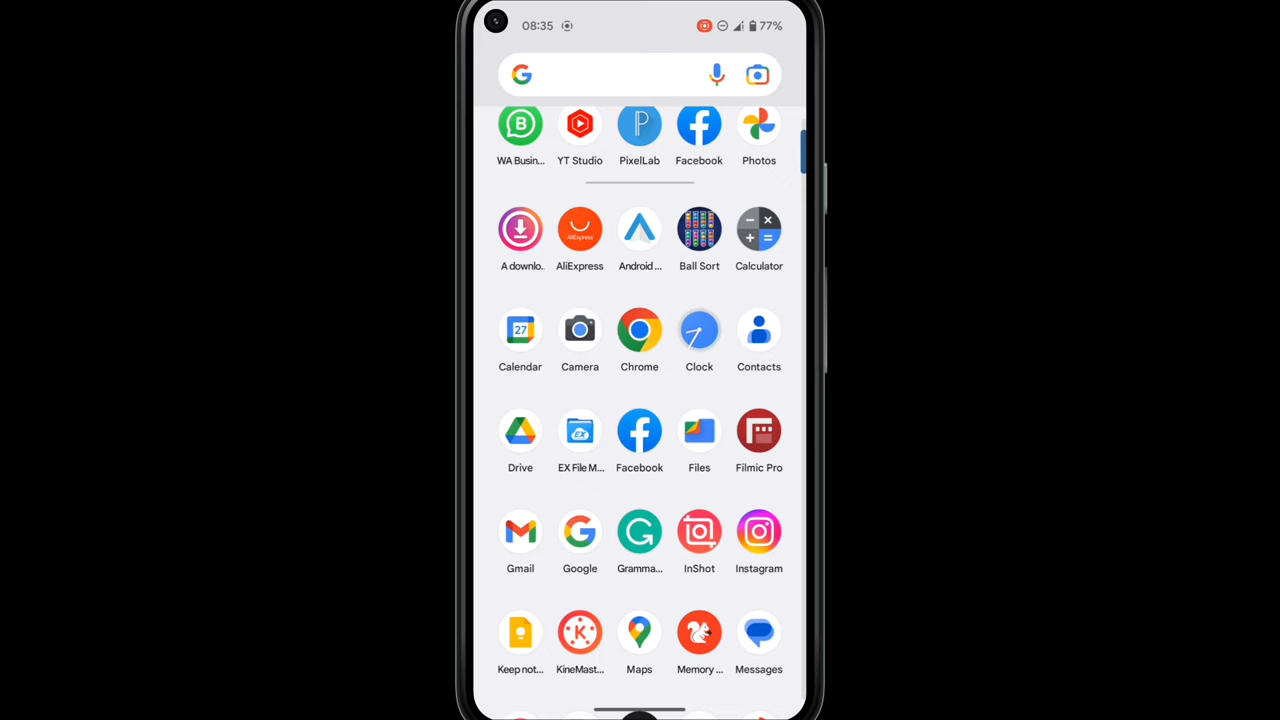 08:35 77%
WA Busin... YT Studio PixelLab Facebook Photos
A downlo.. AliExpress Android ... Ball Sort Calculator
Calendar Camera Chrome Clock Contacts
Drive EX File M... Facebook Files Filmic Pro
Gmail Google Gramma... InShot Instagram
Keep not... KineMast... Maps Memory ... Messages